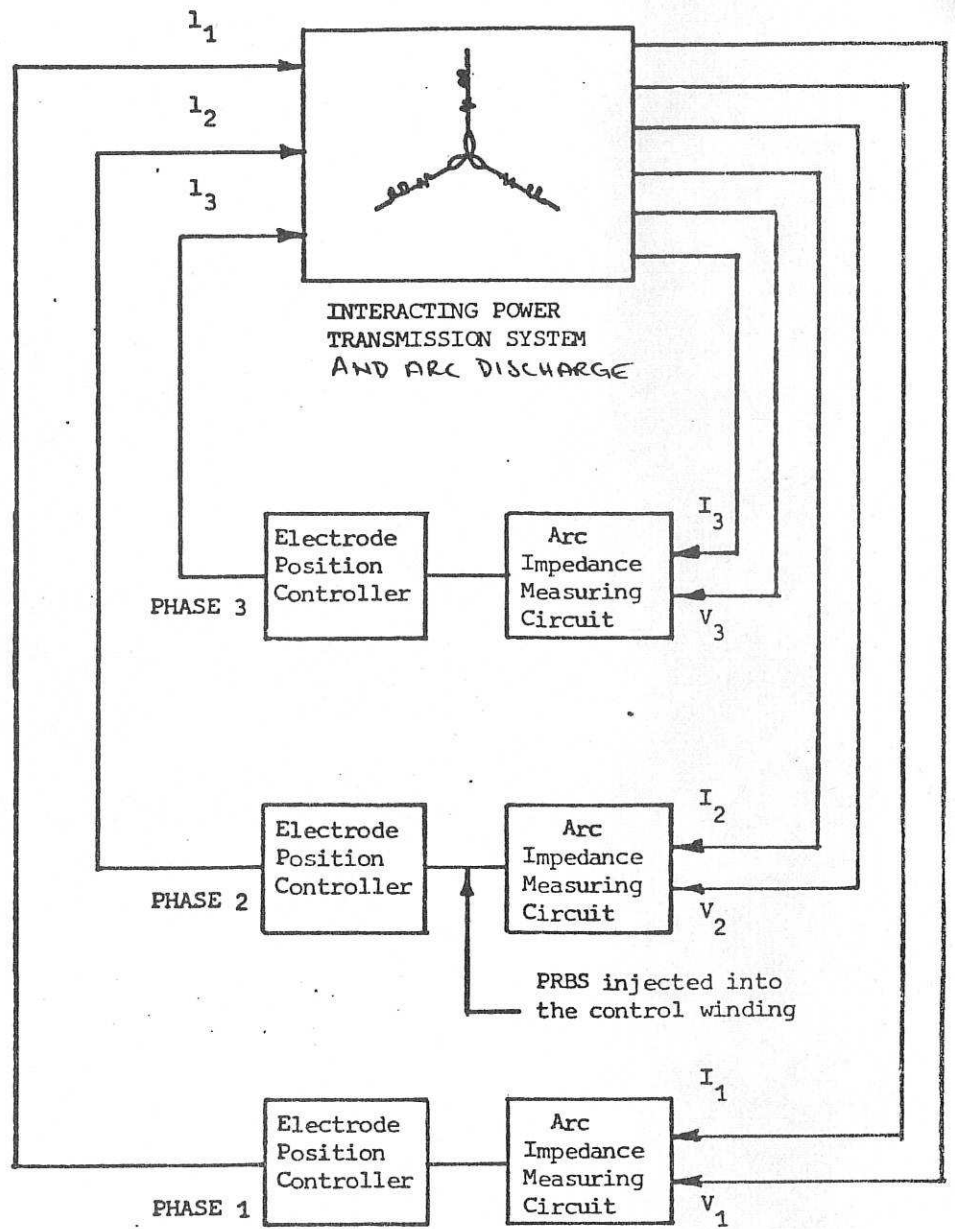 l₁
l₂
l₃
INTERACTING POWER
TRANSMISSION SYSTEM
AND ARC DISCHARGE
I₃
Electrode
Position
Controller
Arc
Impedance
Measuring
Circuit
PHASE 3
V₃
I₂
Electrode
Position
Controller
Arc
Impedance
Measuring
Circuit
PHASE 2
V₂
PRBS injected into
the control winding
I₁
Electrode
Position
Controller
Arc
Impedance
Measuring
Circuit
PHASE 1
V₁